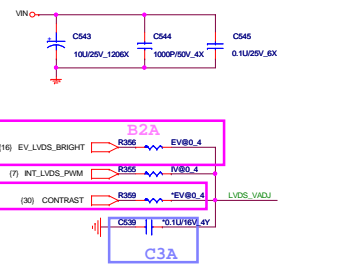 VIN
C543 C544 C545
10U/25V_1206X 1000P/50V_4X 0.1U/25V_6X
B2A
(16) EV_LVDS_BRIGHT R356 EV@0_4
(7) INT_LVDS_PWM R355 IV@0_4
(30) CONTRAST R359 *EV@0_4 LVDS_VADJ
C539 *0.1U/16V_4Y
C3A